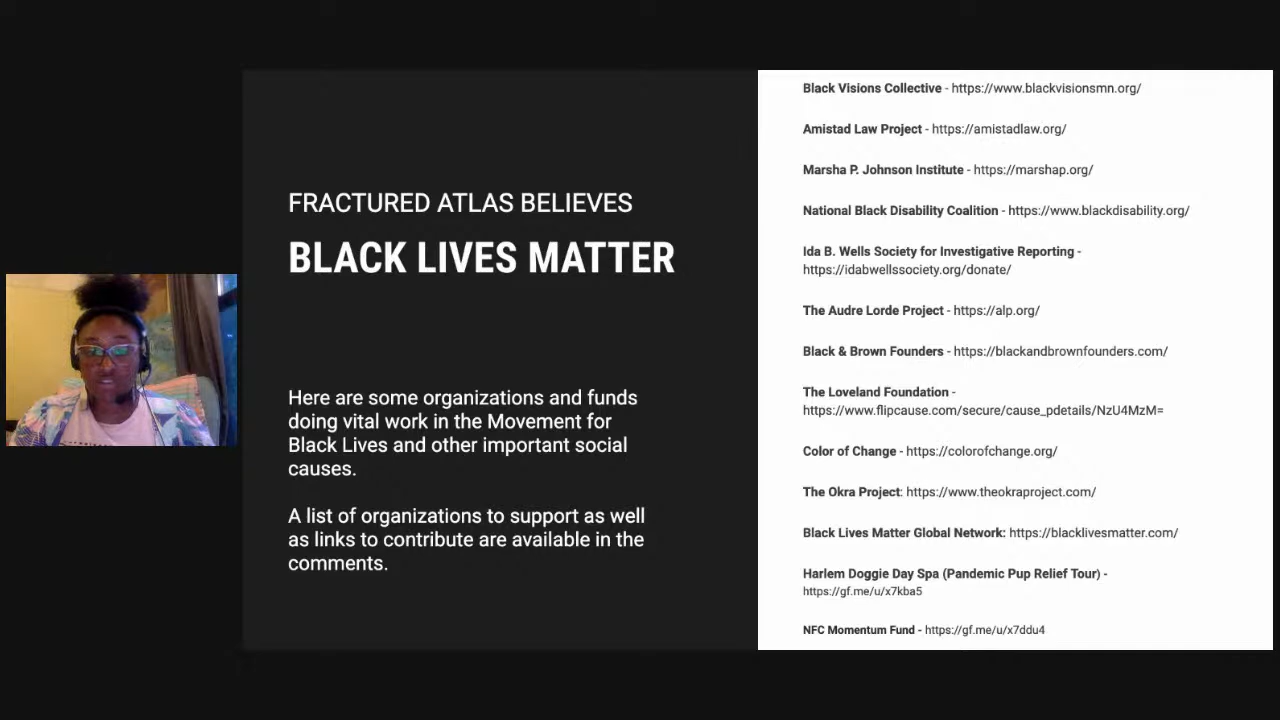 FRACTURED ATLAS BELIEVES
BLACK LIVES MATTER
Here are some organizations and funds
doing vital work in the Movement for
Black Lives and other important social
causes.
A list of organizations to support as well
as links to contribute are available in the
comments.
Black Visions Collective - https://www.blackvisionsmn.org/
Amistad Law Project - https://amistadlaw.org/
Marsha P. Johnson Institute - https://marshap.org/
National Black Disability Coalition - https://www.blackdisability.org/
Ida B. Wells Society for Investigative Reporting -
https://idabwellssociety.org/donate/
The Audre Lorde Project - https://alp.org/
Black & Brown Founders - https://blackandbrownfounders.com/
The Loveland Foundation -
https://www.flipcause.com/secure/cause_pdetails/NzU4MzM=
Color of Change - https://colorofchange.org/
The Okra Project: https://www.theokraproject.com/
Black Lives Matter Global Network: https://blacklivesmatter.com/
Harlem Doggie Day Spa (Pandemic Pup Relief Tour) -
https://gf.me/u/x7kba5
NFC Momentum Fund - https://gf.me/u/x7ddu4